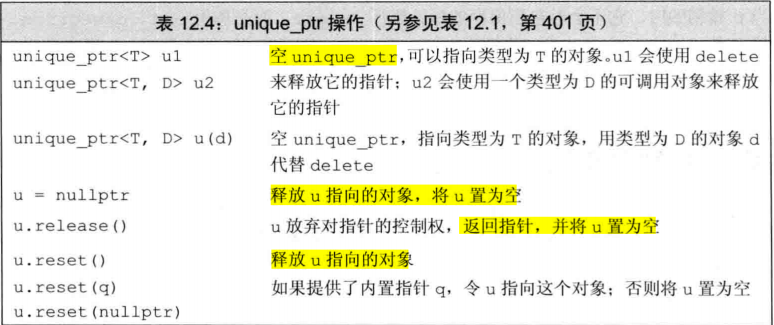 表 12.4：unique_ptr 操作（另参见表 12.1，第 401 页）
unique_ptr<T> u1 空 unique_ptr，可以指向类型为 T 的对象。u1 会使用 delete
unique_ptr<T, D> u2 来释放它的指针；u2 会使用一个类型为 D 的可调用对象来释放
它的指针
unique_ptr<T, D> u(d) 空 unique_ptr，指向类型为 T 的对象，用类型为 D 的对象 d
代替 delete
u = nullptr 释放 u 指向的对象，将 u 置为空
u.release() u 放弃对指针的控制权，返回指针，并将 u 置为空
u.reset() 释放 u 指向的对象
u.reset(q) 如果提供了内置指针 q，令 u 指向这个对象；否则将 u 置为空
u.reset(nullptr)